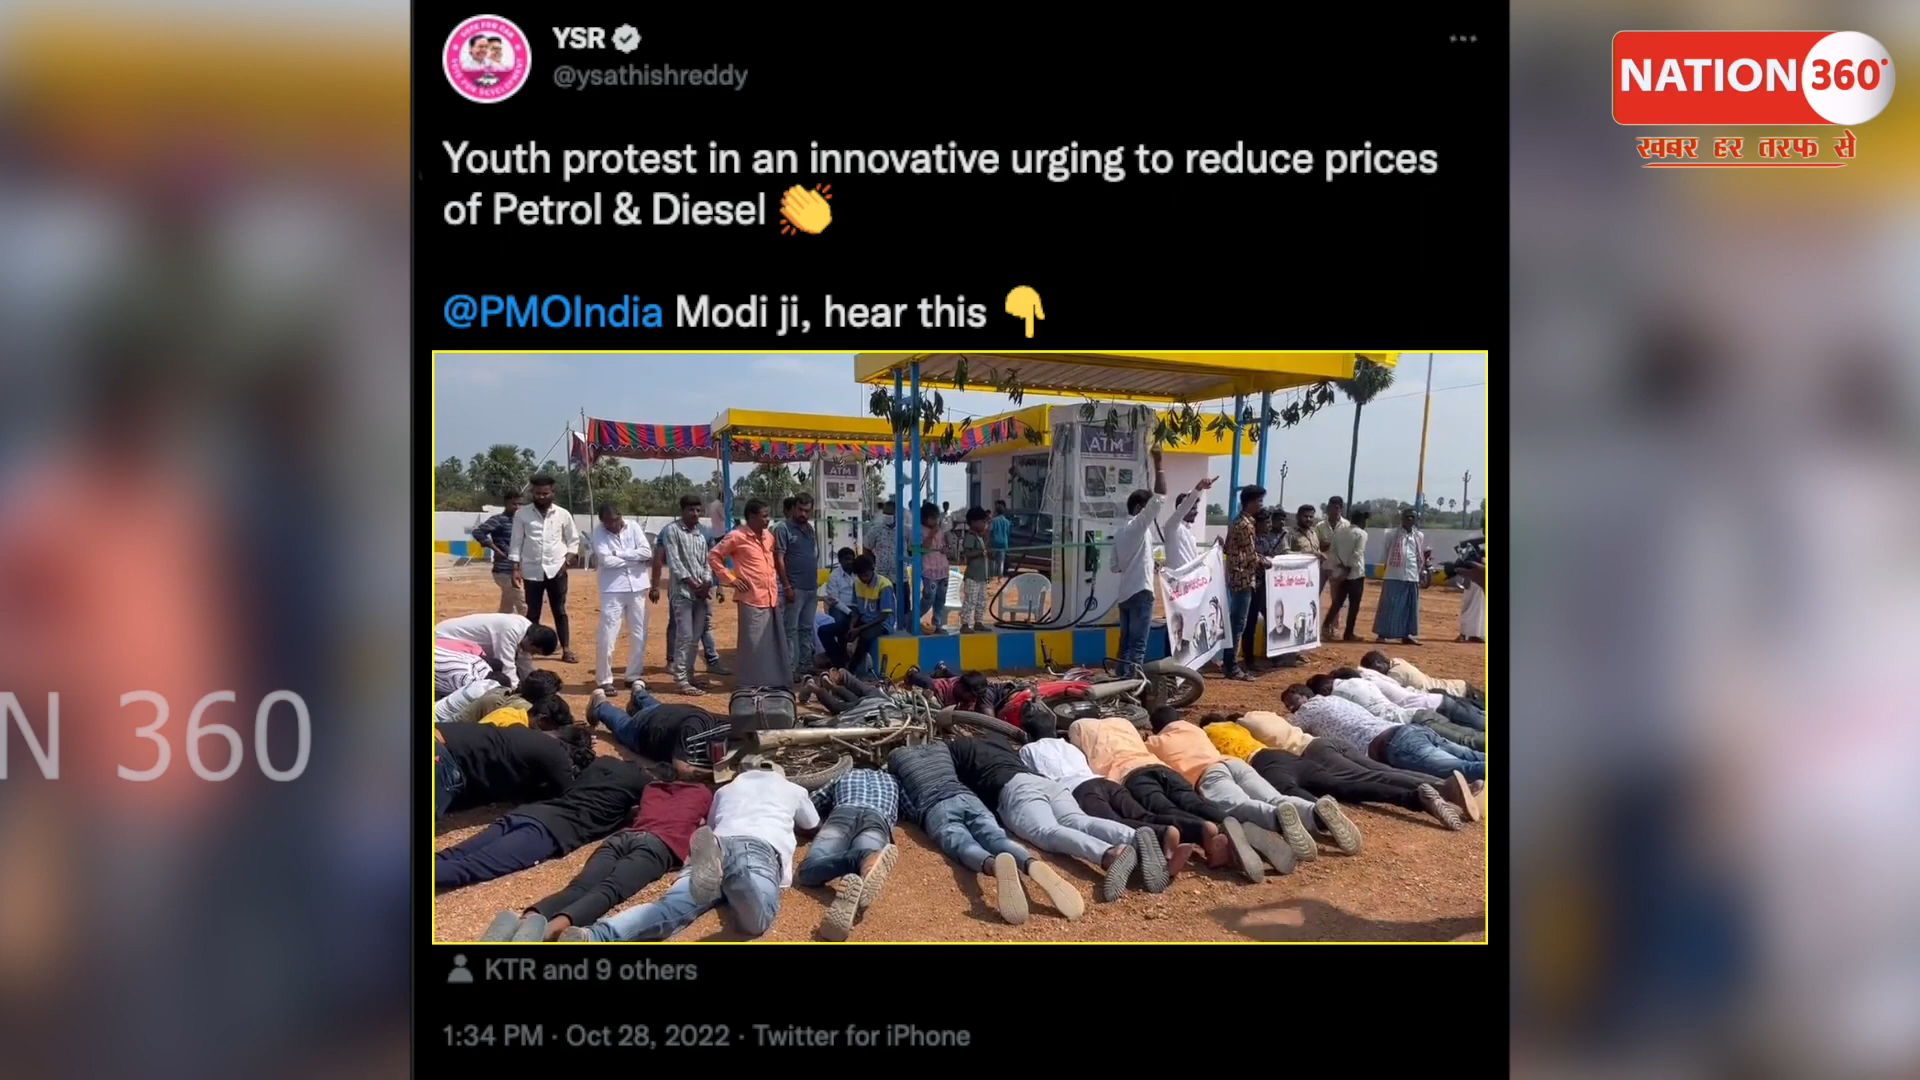 YSR
@ysathishreddy
NATION 360°
खबर हर तरफ से
Youth protest in an innovative urging to reduce prices
of Petrol & Diesel 👏
@PMOIndia Modi ji, hear this 👇
ATM
ATM
N 360
KTR and 9 others
1:34 PM · Oct 28, 2022 · Twitter for iPhone